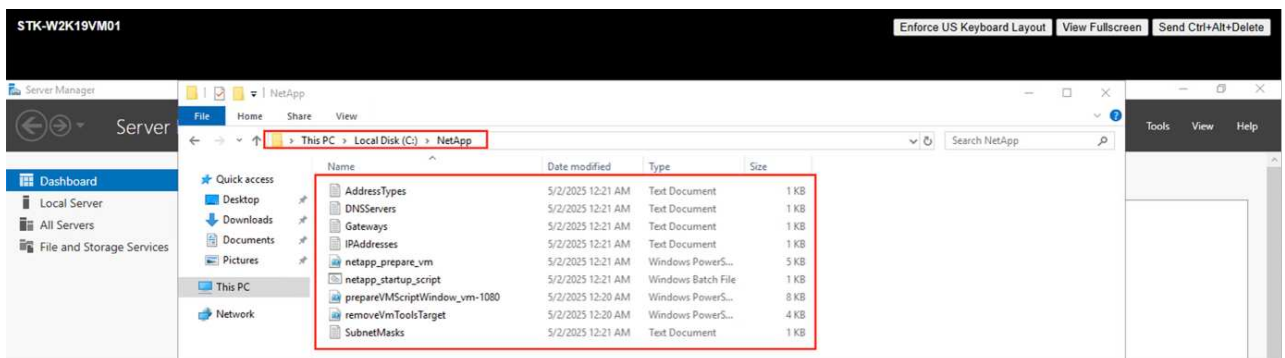 STK-W2K19VM01
Enforce US Keyboard Layout View Fullscreen Send Ctrl+Alt+Delete
Server Manager
NetApp
File Home Share View
Server
Tools View Help
This PC > Local Disk (C:) > NetApp
Search NetApp
Name Date modified Type Size
Dashboard
Local Server
All Servers
File and Storage Services
Quick access
Desktop
Downloads
Documents
Pictures
This PC
Network
AddressTypes 5/2/2025 12:21 AM Text Document 1 KB
DNSServers 5/2/2025 12:21 AM Text Document 1 KB
Gateways 5/2/2025 12:21 AM Text Document 1 KB
IPAddresses 5/2/2025 12:21 AM Text Document 1 KB
netapp_prepare_vm 5/2/2025 12:21 AM Windows PowerS... 5 KB
netapp_startup_script 5/2/2025 12:21 AM Windows Batch File 1 KB
prepareVMScriptWindow_vm-1080 5/2/2025 12:20 AM Windows PowerS... 8 KB
removeVmToolsTarget 5/2/2025 12:20 AM Windows PowerS... 4 KB
SubnetMasks 5/2/2025 12:21 AM Text Document 1 KB